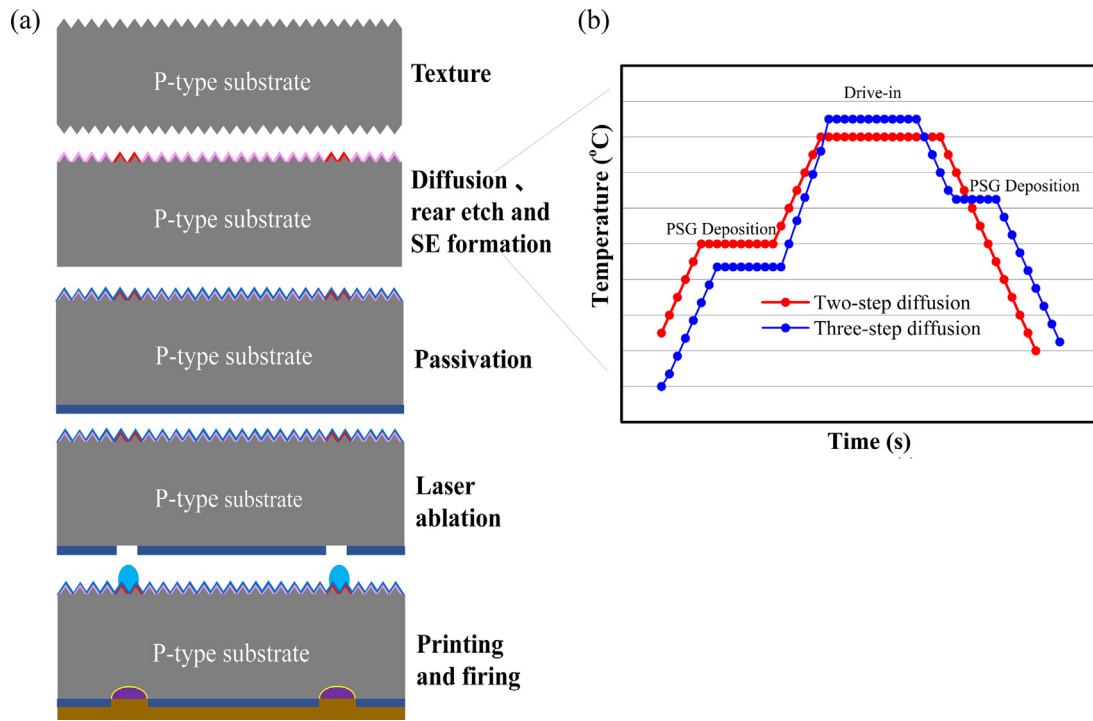 (a)
P-type substrate
Texture
P-type substrate
Diffusion 、
rear etch and
SE formation
P-type substrate
Passivation
P-type substrate
Laser
ablation
P-type substrate
Printing
and firing
(b)
Drive-in
PSG Deposition
PSG Deposition
Two-step diffusion
Three-step diffusion
Temperature (°C)
Time (s)